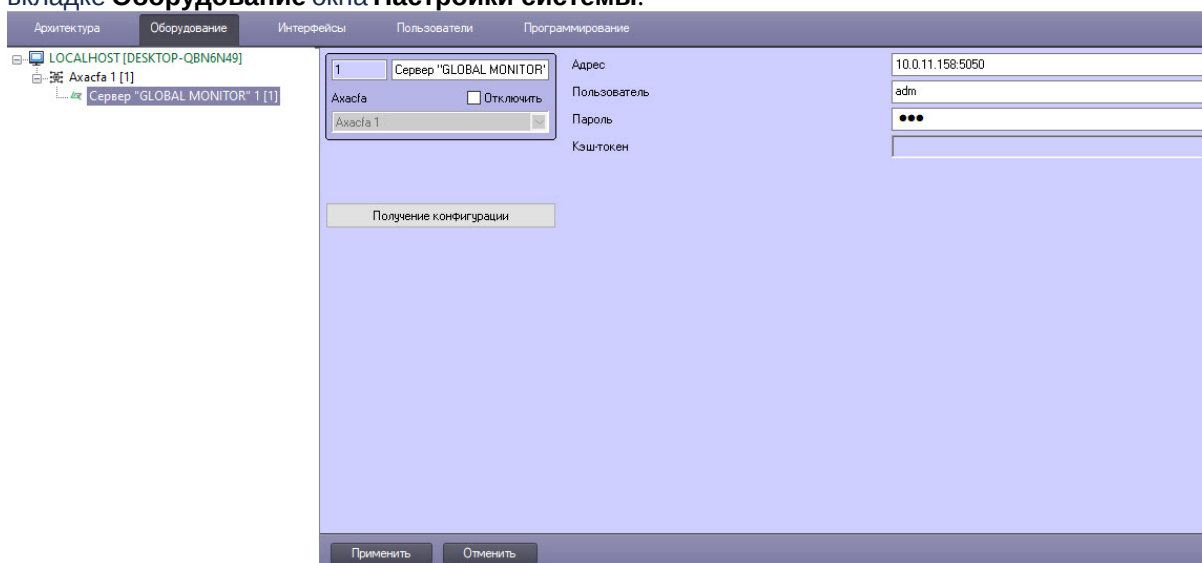 вкладке Оборудование окна Настройки системы.
Архитектура Оборудование Интерфейсы Пользователи Программирование
LOCALHOST [DESKTOP-QBN6N49]
Axacfa 1 [1]
Сервер "GLOBAL MONITOR" 1 [1]
1 Сервер "GLOBAL MONITOR"
Axacfa Отключить
Axacfa 1
Получение конфигурации
Адрес 10.0.11.158:5050
Пользователь adm
Пароль ●●●
Кэш-токен
Применить Отменить